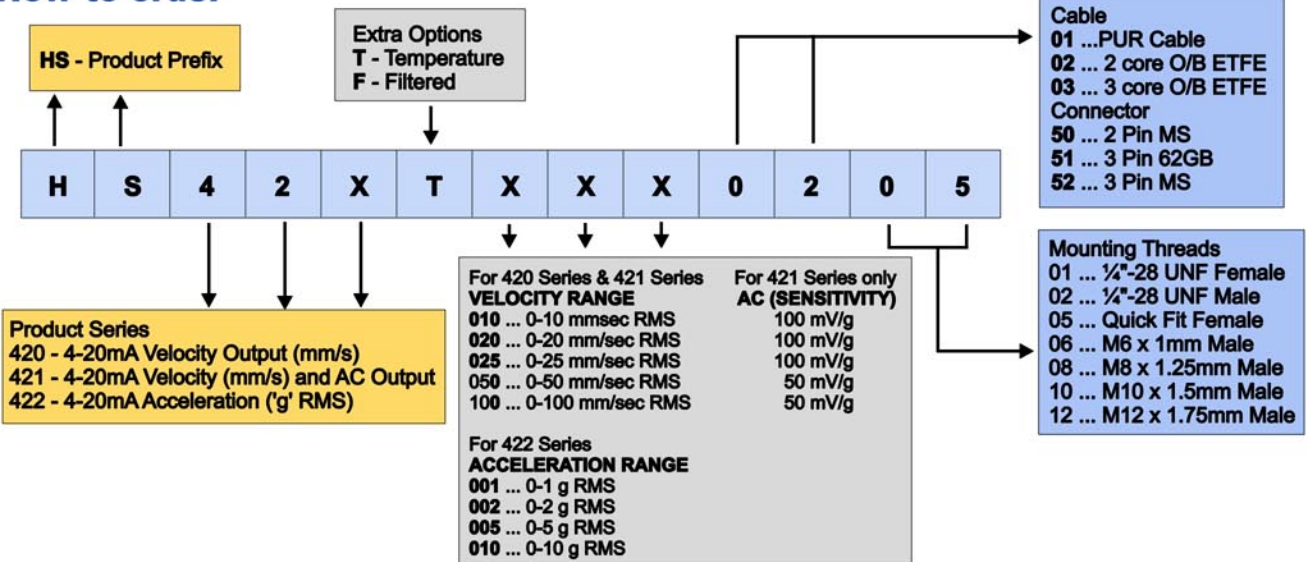 How to order
HS - Product Prefix
Extra Options
T - Temperature
F - Filtered
Cable
01 ...PUR Cable
02 ... 2 core O/B ETFE
03 ... 3 core O/B ETFE
Connector
50 ... 2 Pin MS
51 ... 3 Pin 62GB
52 ... 3 Pin MS
H S 4 2 X T X X X 0 2 0 5
Product Series
420 - 4-20mA Velocity Output (mm/s)
421 - 4-20mA Velocity (mm/s) and AC Output
422 - 4-20mA Acceleration ('g' RMS)
For 420 Series & 421 Series For 421 Series only
VELOCITY RANGE AC (SENSITIVITY)
010 ... 0-10 mmsec RMS 100 mV/g
020 ... 0-20 mm/sec RMS 100 mV/g
025 ... 0-25 mm/sec RMS 100 mV/g
050 ... 0-50 mm/sec RMS 50 mV/g
100 ... 0-100 mm/sec RMS 50 mV/g
For 422 Series
ACCELERATION RANGE
001 ... 0-1 g RMS
002 ... 0-2 g RMS
005 ... 0-5 g RMS
010 ... 0-10 g RMS
Mounting Threads
01 ... ¼"-28 UNF Female
02 ... ¼"-28 UNF Male
05 ... Quick Fit Female
06 ... M6 x 1mm Male
08 ... M8 x 1.25mm Male
10 ... M10 x 1.5mm Male
12 ... M12 x 1.75mm Male